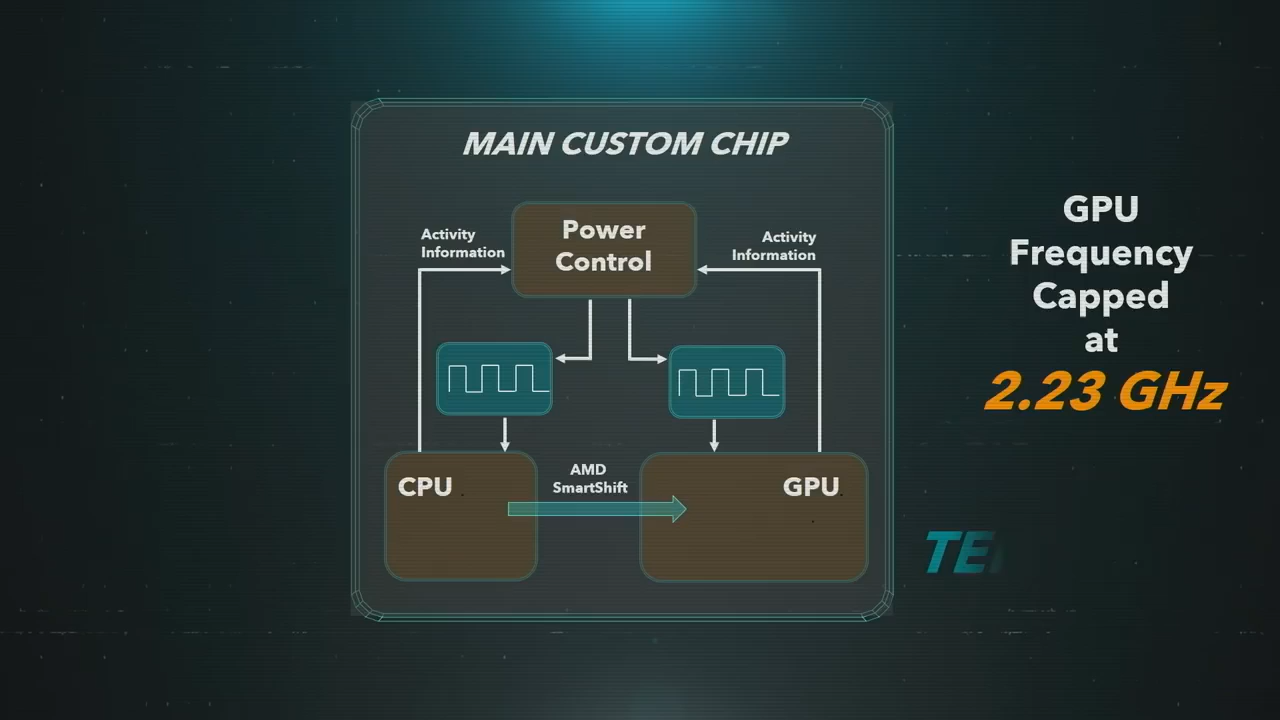 MAIN CUSTOM CHIP
Activity
Information
Power
Control
Activity
Information
CPU
AMD
SmartShift
GPU
GPU
Frequency
Capped
at
2.23 GHz